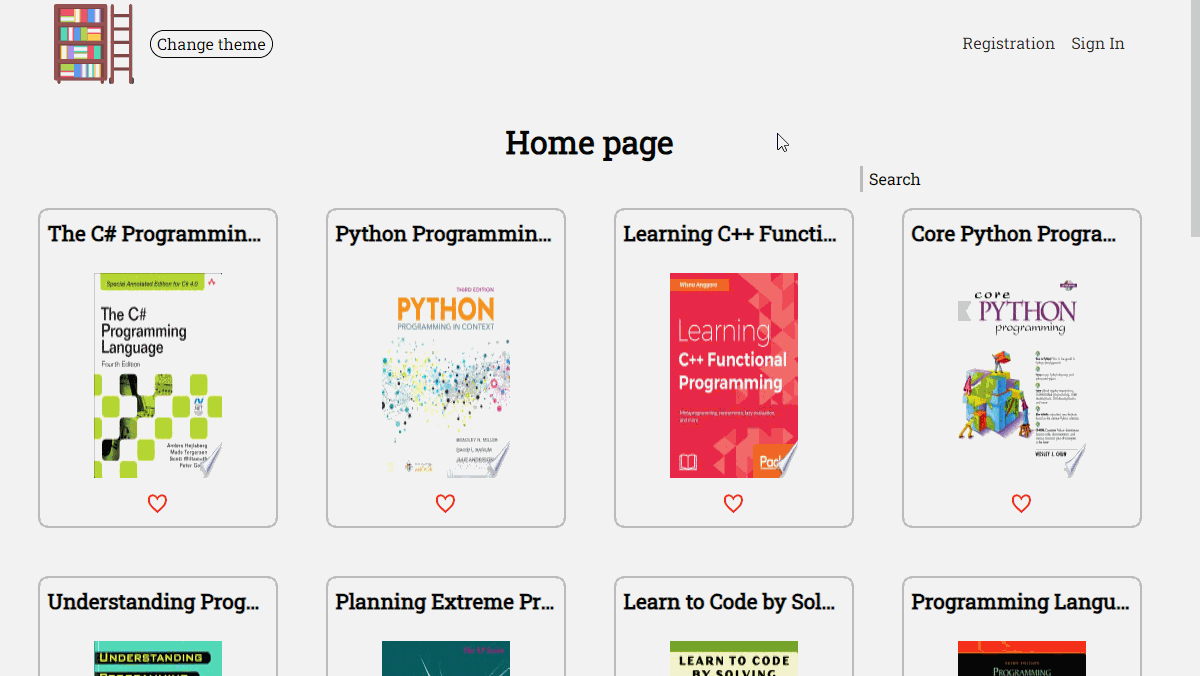 Change theme
Registration
Sign In
Home page
Search
The C# Programmin...
Python Programmin...
Learning C++ Functi...
Core Python Progra...
Special Annotated Edition for C# 4.0
The C#
Programming
Language
Fourth Edition
Anders Hejlsberg
Mads Torgersen
Scott Wiltamuth
Peter
THIRD EDITION
PYTHON
PROGRAMMING IN CONTEXT
BRADLEY N. MILLER
DAVID L. RANUM
JULIE ANDERSON
Wisnu Anggoro
Learning
C++ Functional
Programming
Pack
core
PYTHON
programming
WESLEY J. CHUN
Understanding Prog...
Planning Extreme Pr...
Learn to Code by Sol...
Programming Langu...
UNDERSTANDING
PROGRAMMING
The XP Series
LEARN TO CODE
BY SOLVING
PROGRAMMING